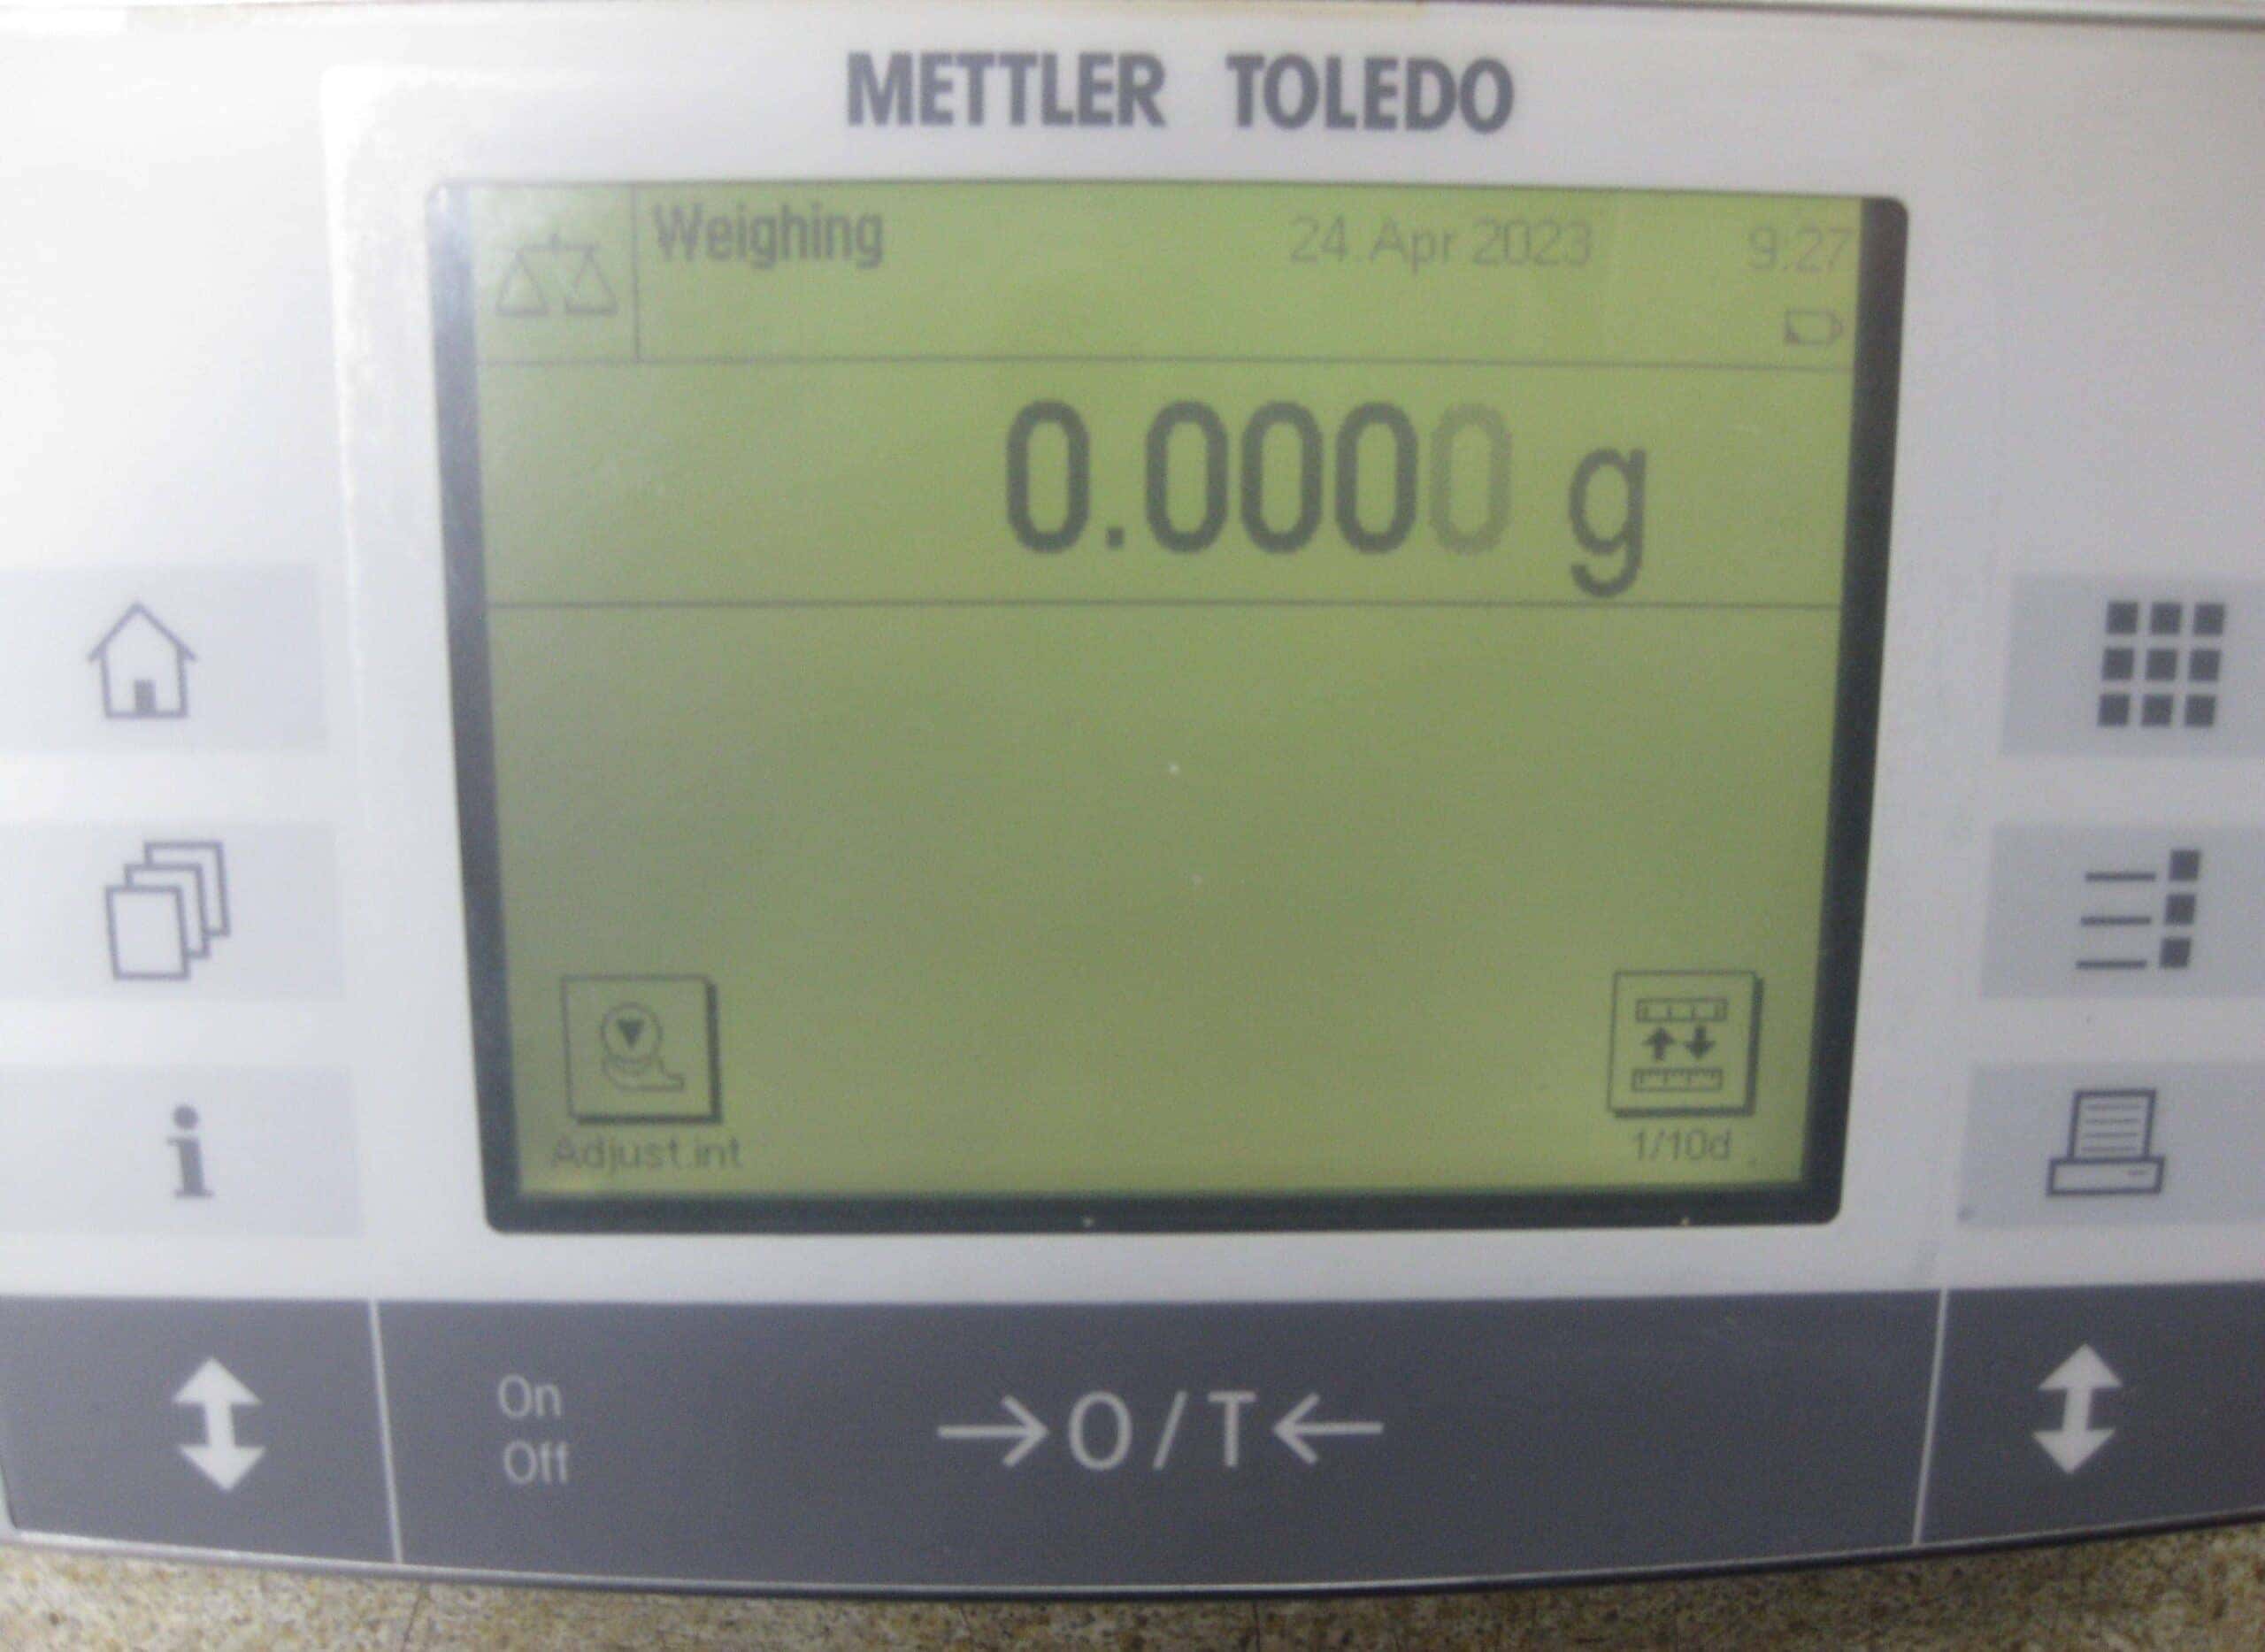 METTLER TOLEDO
Weighing 24.Apr 2023 9:27
0.0000 g
Adjust.int 1/10d
i
On
Off
→0/T←